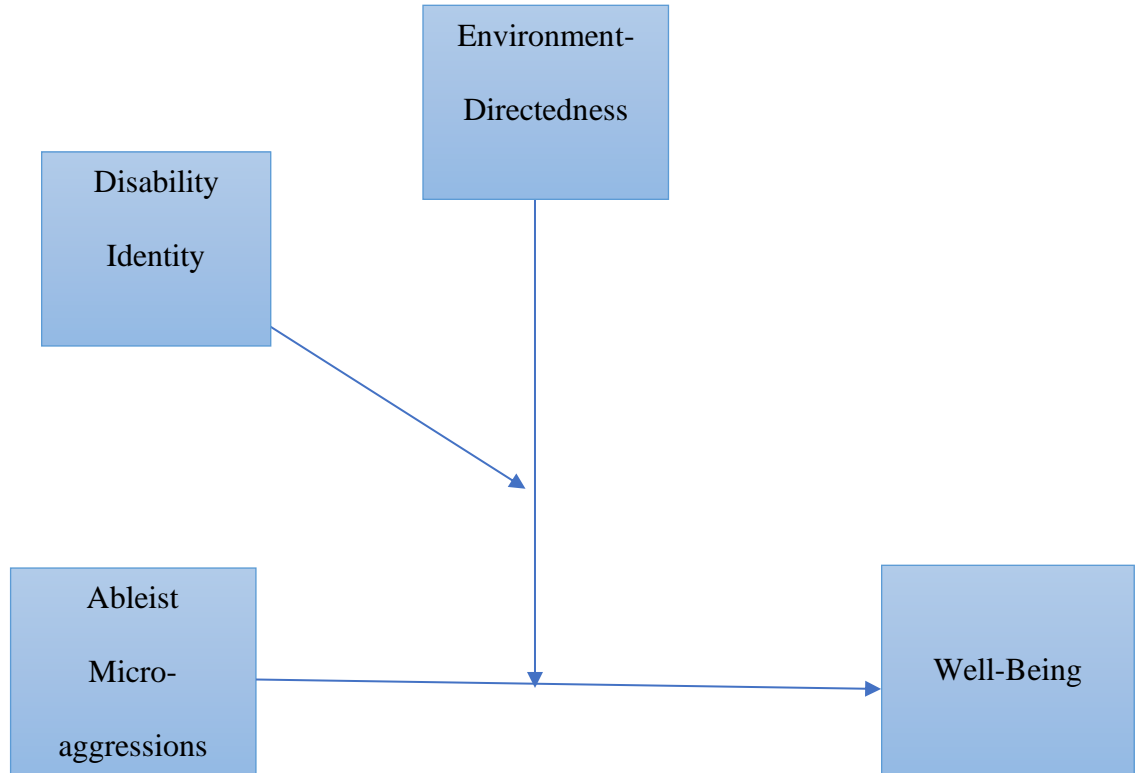 Environment-
Directedness
Disability
Identity
Ableist
Micro-
aggressions
Well-Being